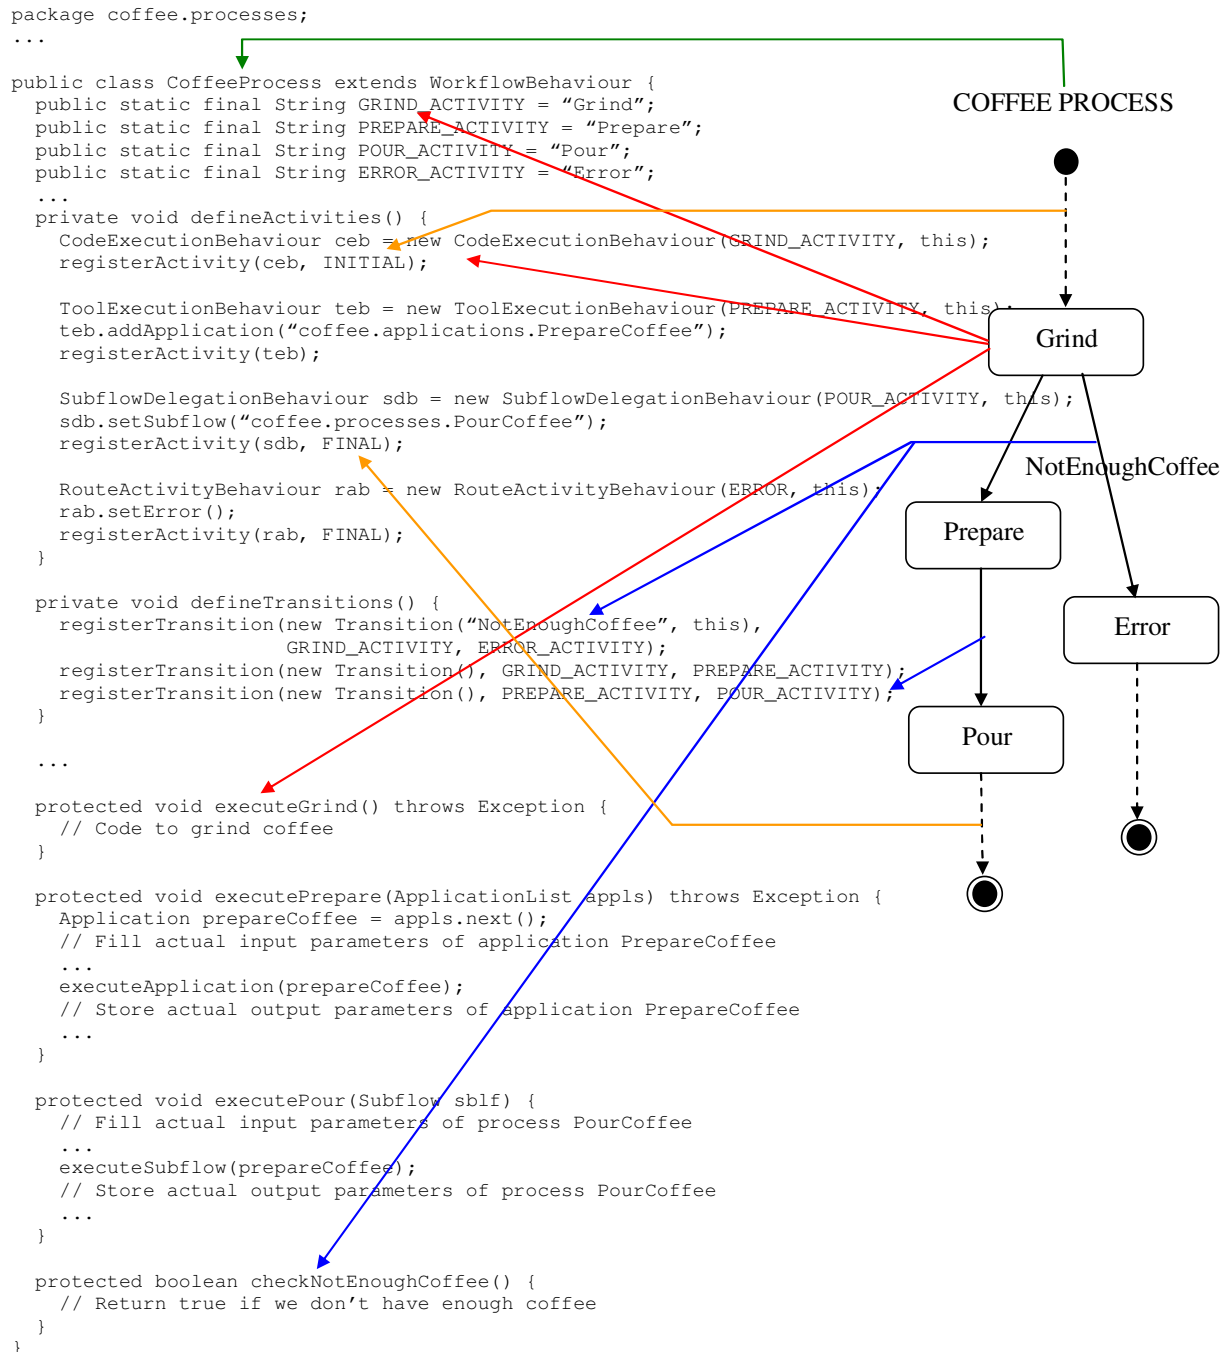 package coffee.processes;
...
public class CoffeeProcess extends WorkflowBehaviour {
public static final String GRIND_ACTIVITY = “Grind”;
public static final String PREPARE_ACTIVITY = “Prepare”;
public static final String POUR_ACTIVITY = “Pour”;
public static final String ERROR_ACTIVITY = “Error”;
...
private void defineActivities() {
CodeExecutionBehaviour ceb = new CodeExecutionBehaviour(GRIND_ACTIVITY, this);
registerActivity(ceb, INITIAL);
ToolExecutionBehaviour teb = new ToolExecutionBehaviour(PREPARE_ACTIVITY, this);
teb.addApplication(“coffee.applications.PrepareCoffee”);
registerActivity(teb);
SubflowDelegationBehaviour sdb = new SubflowDelegationBehaviour(POUR_ACTIVITY, this);
sdb.setSubflow(“coffee.processes.PourCoffee”);
registerActivity(sdb, FINAL);
RouteActivityBehaviour rab = new RouteActivityBehaviour(ERROR, this);
rab.setError();
registerActivity(rab, FINAL);
}
private void defineTransitions() {
registerTransition(new Transition(“NotEnoughCoffee”, this),
GRIND_ACTIVITY, ERROR_ACTIVITY);
registerTransition(new Transition(), GRIND_ACTIVITY, PREPARE_ACTIVITY);
registerTransition(new Transition(), PREPARE_ACTIVITY, POUR_ACTIVITY);
}
...
protected void executeGrind() throws Exception {
// Code to grind coffee
}
protected void executePrepare(ApplicationList appls) throws Exception {
Application prepareCoffee = appls.next();
// Fill actual input parameters of application PrepareCoffee
...
executeApplication(prepareCoffee);
// Store actual output parameters of application PrepareCoffee
...
}
protected void executePour(Subflow sblf) {
// Fill actual input parameters of process PourCoffee
...
executeSubflow(prepareCoffee);
// Store actual output parameters of process PourCoffee
...
}
protected boolean checkNotEnoughCoffee() {
// Return true if we don’t have enough coffee
}
}
COFFEE PROCESS
Grind
NotEnoughCoffee
Prepare
Error
Pour